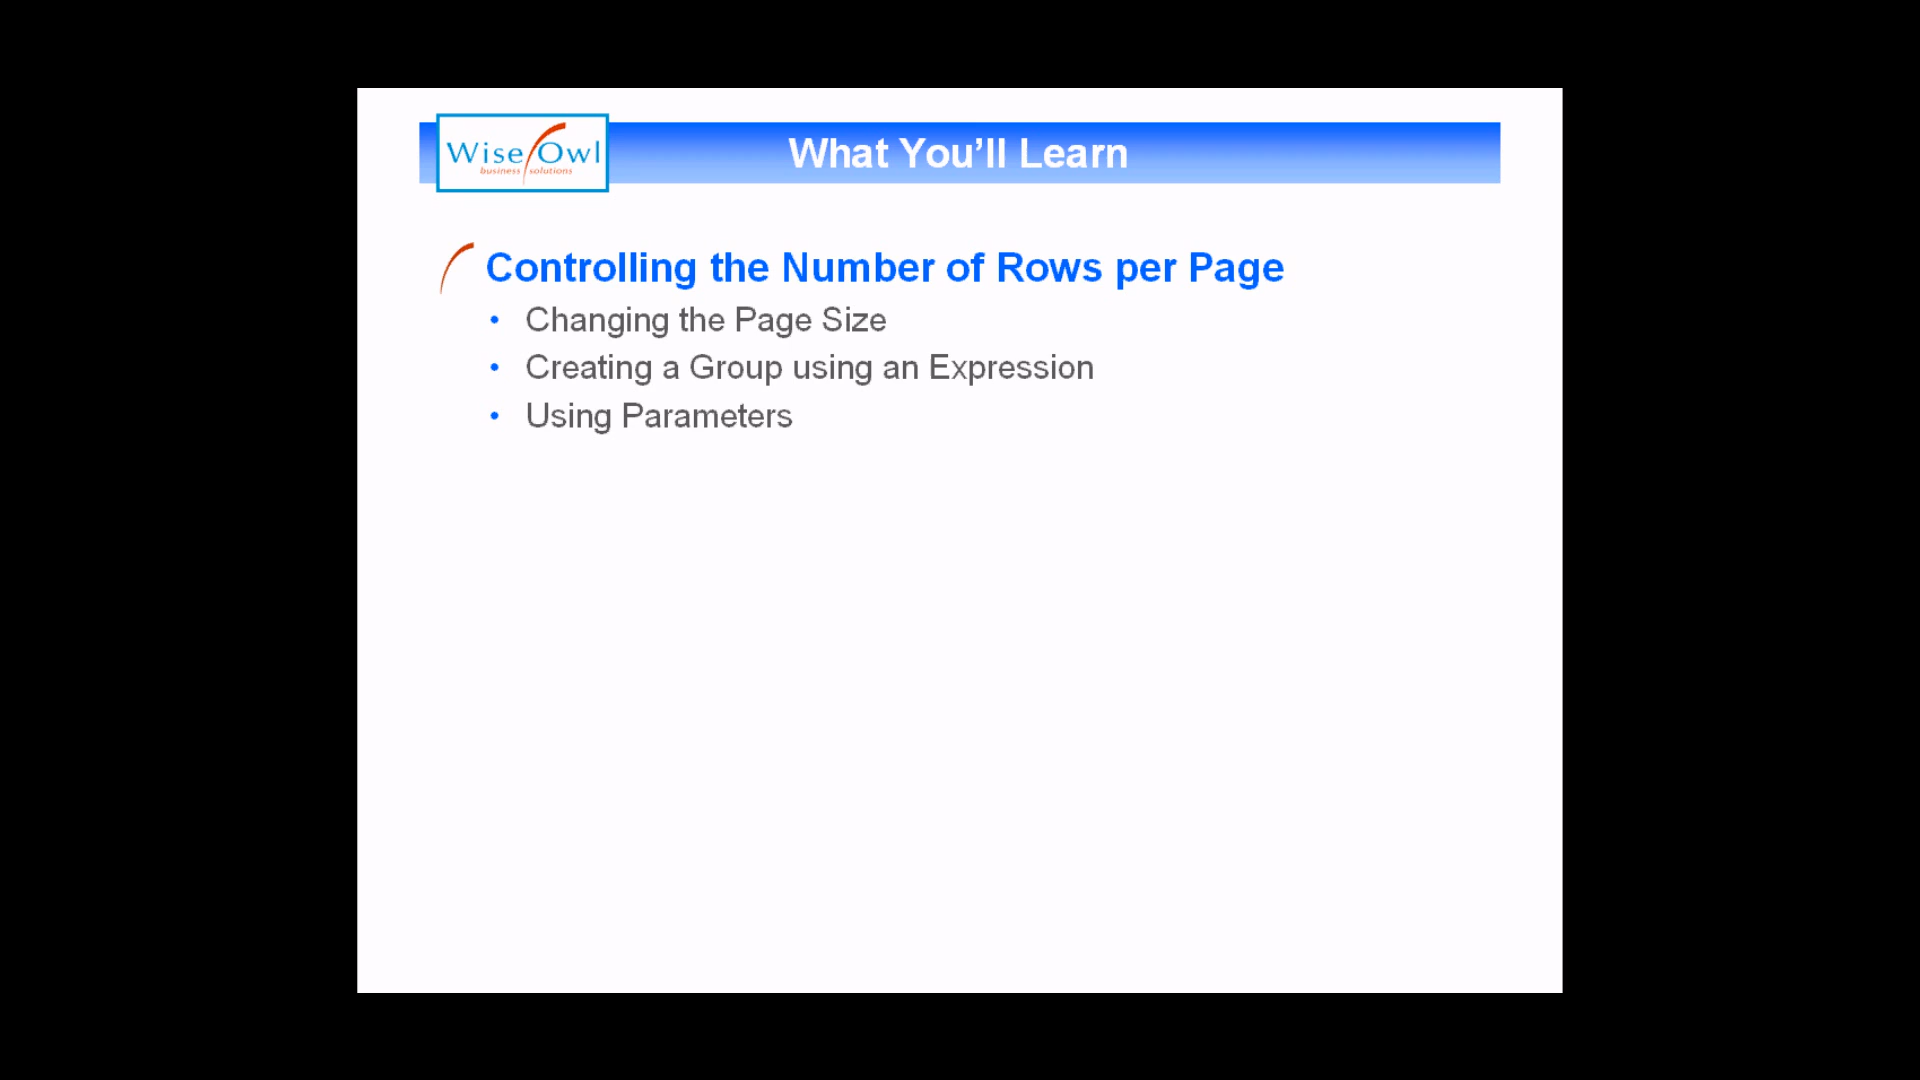 Wise Owl
business solutions
What You’ll Learn
Controlling the Number of Rows per Page
• Changing the Page Size
• Creating a Group using an Expression
• Using Parameters